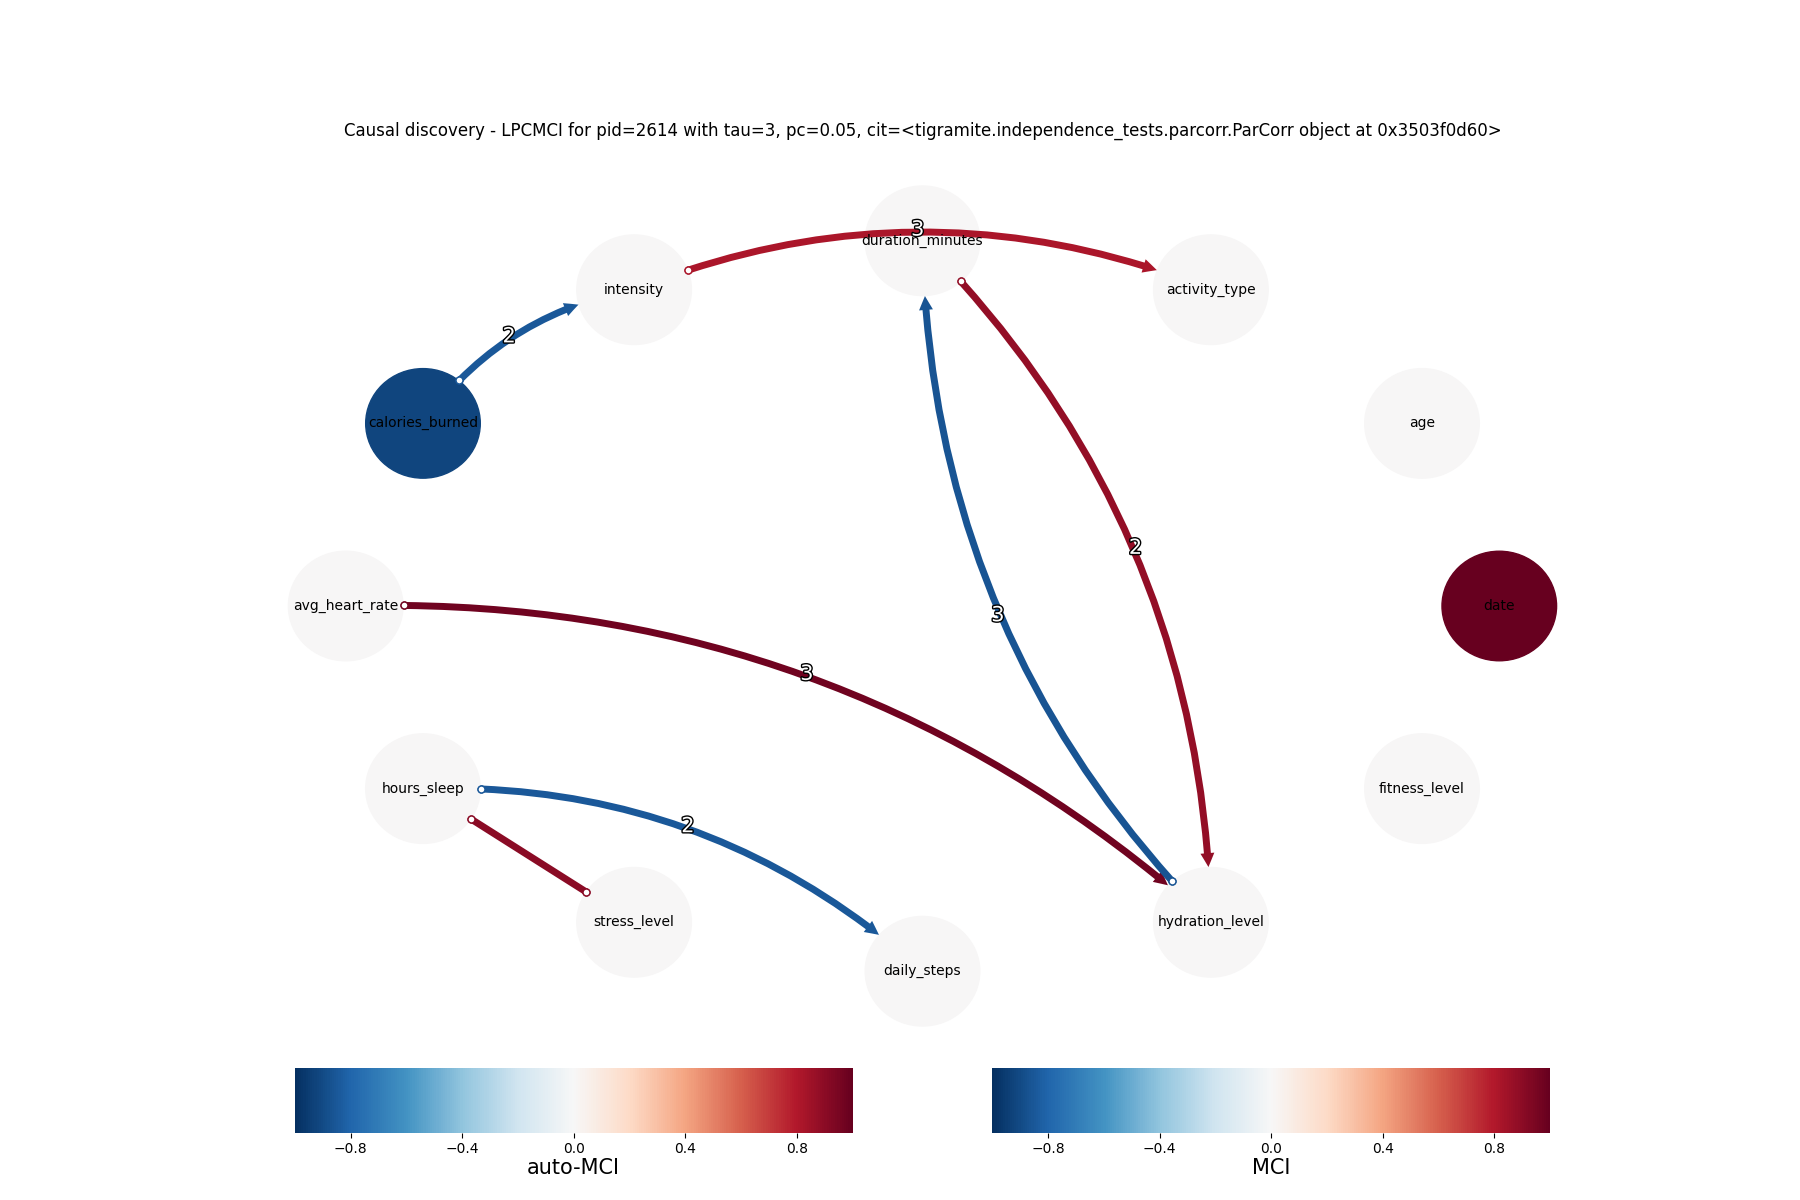 Causal discovery - LPCMCI for pid=2614 with tau=3, pc=0.05, cit=<tigramite.independence_tests.parcorr.ParCorr object at 0x3503f0d60>
3
duration_minutes
intensity
activity_type
2
calories_burned
age
2
avg_heart_rate
date
3
3
hours_sleep
fitness_level
2
stress_level
hydration_level
daily_steps
−0.8 −0.4 0.0 0.4 0.8
auto-MCI
−0.8 −0.4 0.0 0.4 0.8
MCI